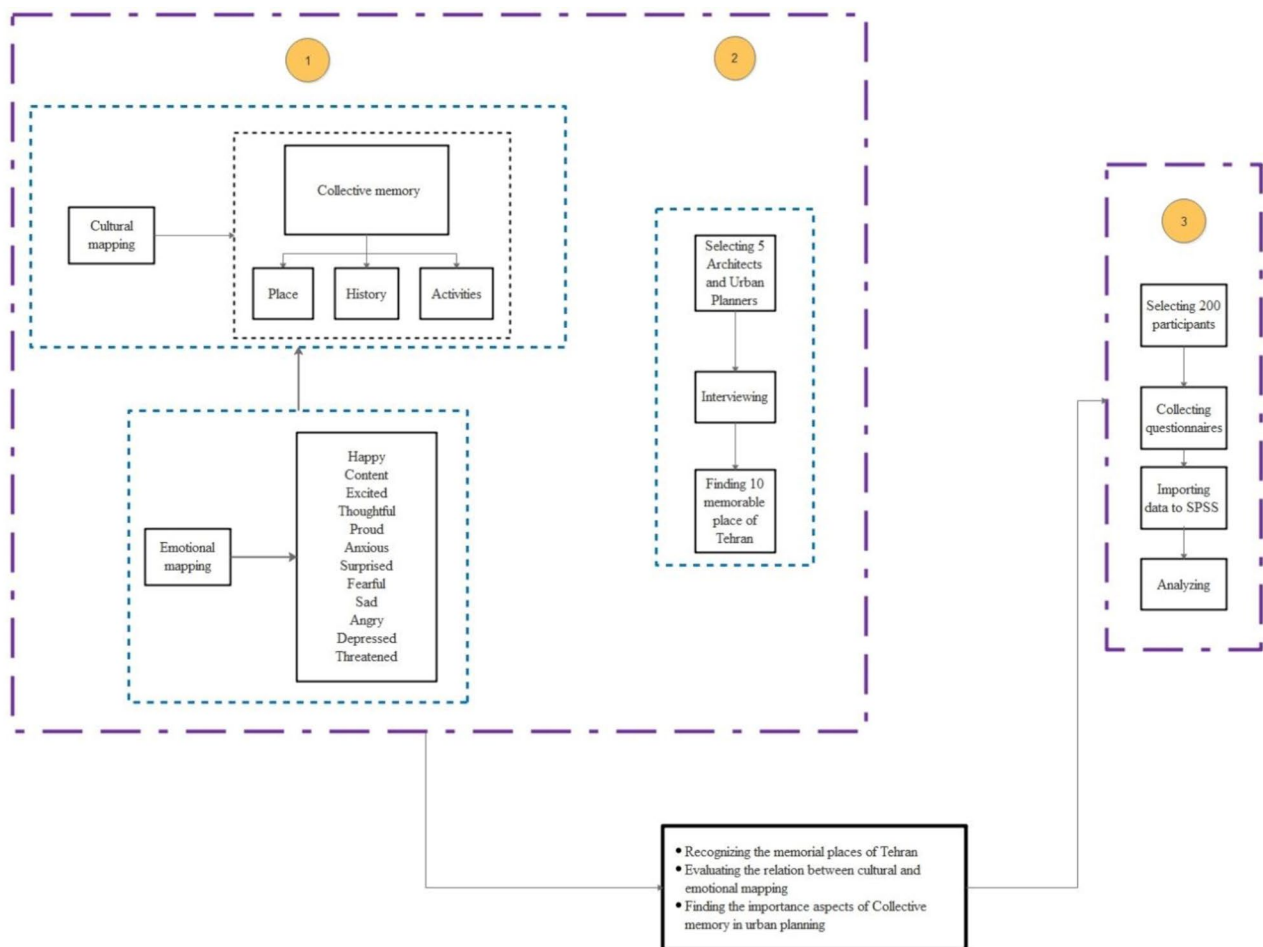 1
Cultural
mapping
Collective memory
Place
History
Activities
Emotional
mapping
Happy
Content
Excited
Thoughtful
Proud
Anxious
Surprised
Fearful
Sad
Angry
Depressed
Threatened
2
Selecting 5
Architects
and Urban
Planners
Interviewing
Finding 10
memorable
place of
Tehran
• Recognizing the memorial places of Tehran
• Evaluating the relation between cultural and
emotional mapping
• Finding the importance aspects of Collective
memory in urban planning
3
Selecting 200
participants
Collecting
questionnaires
Importing
data to SPSS
Analyzing